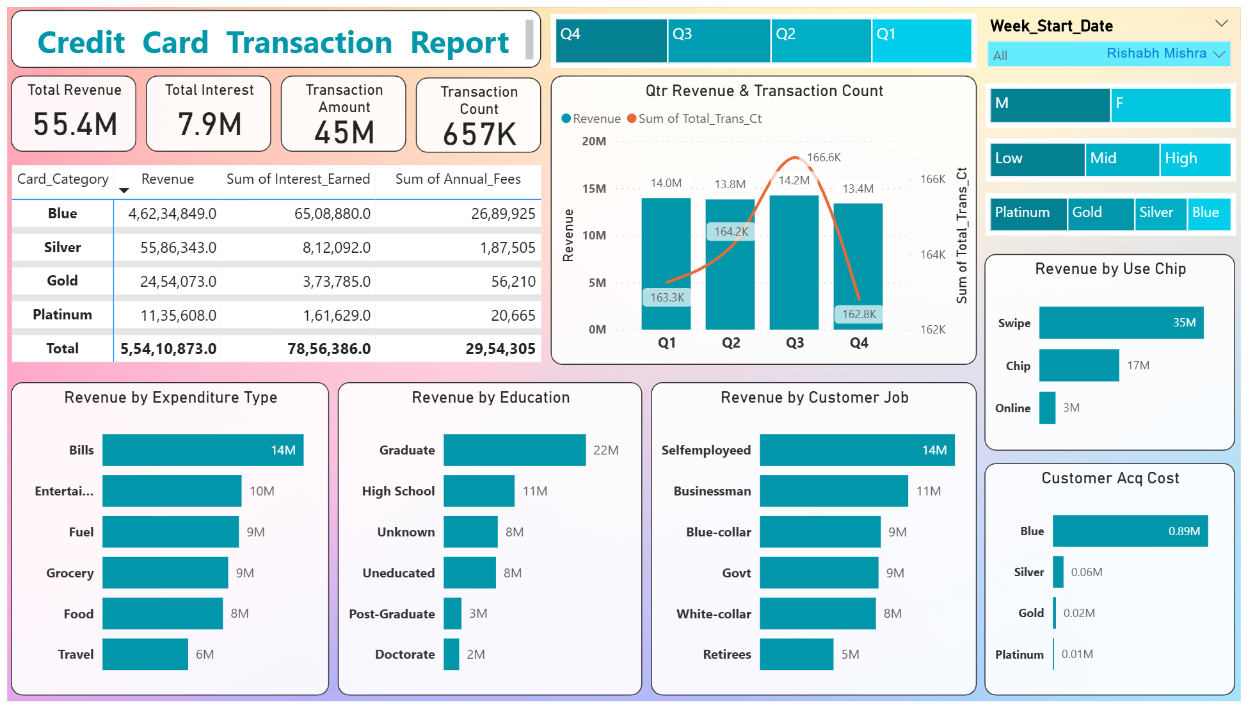 Credit Card Transaction Report
Q4 Q3 Q2 Q1
Week_Start_Date
All Rishabh Mishra
M F
Low Mid High
Platinum Gold Silver Blue
Total Revenue
55.4M
Total Interest
7.9M
Transaction
Amount
45M
Transaction
Count
657K
Card_Category Revenue Sum of Interest_Earned Sum of Annual_Fees
Blue 4,62,34,849.0 65,08,880.0 26,89,925
Silver 55,86,343.0 8,12,092.0 1,87,505
Gold 24,54,073.0 3,73,785.0 56,210
Platinum 11,35,608.0 1,61,629.0 20,665
Total 5,54,10,873.0 78,56,386.0 29,54,305
Qtr Revenue & Transaction Count
Revenue Sum of Total_Trans_Ct
20M
15M
10M
5M
0M
Revenue
14.0M 13.8M 14.2M 13.4M
163.3K 164.2K 166.6K 162.8K
Q1 Q2 Q3 Q4
166K
164K
162K
Sum of Total_Trans_Ct
Revenue by Use Chip
Swipe 35M
Chip 17M
Online 3M
Revenue by Expenditure Type
Bills 14M
Entertai... 10M
Fuel 9M
Grocery 9M
Food 8M
Travel 6M
Revenue by Education
Graduate 22M
High School 11M
Unknown 8M
Uneducated 8M
Post-Graduate 3M
Doctorate 2M
Revenue by Customer Job
Selfemployeed 14M
Businessman 11M
Blue-collar 9M
Govt 9M
White-collar 8M
Retirees 5M
Customer Acq Cost
Blue 0.89M
Silver 0.06M
Gold 0.02M
Platinum 0.01M